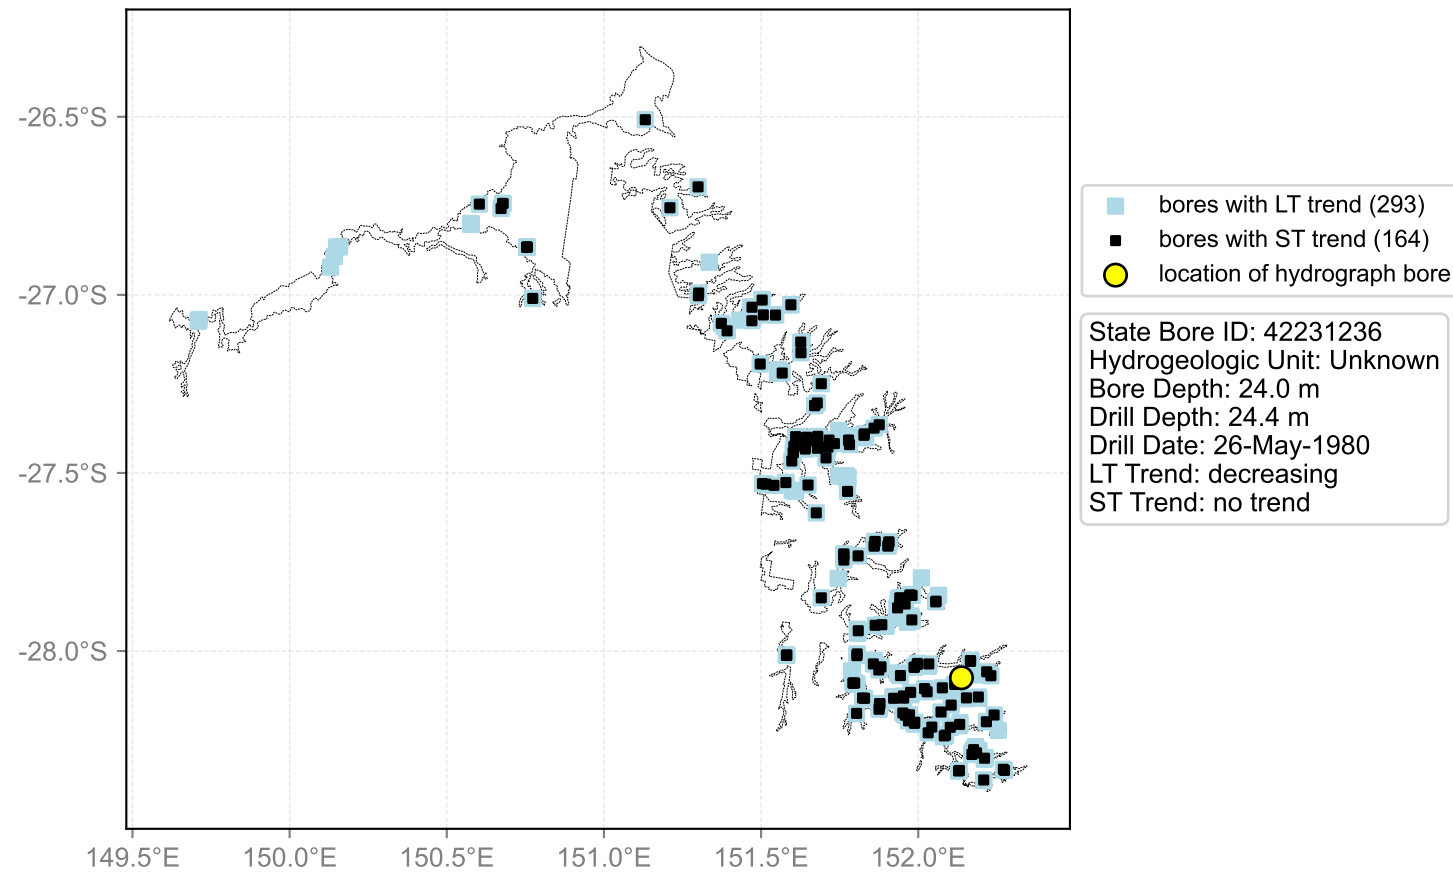 -26.5°S
-27.0°S
-27.5°S
-28.0°S
149.5°E 150.0°E 150.5°E 151.0°E 151.5°E 152.0°E
bores with LT trend (293)
bores with ST trend (164)
location of hydrograph bore
State Bore ID: 42231236
Hydrogeologic Unit: Unknown
Bore Depth: 24.0 m
Drill Depth: 24.4 m
Drill Date: 26-May-1980
LT Trend: decreasing
ST Trend: no trend